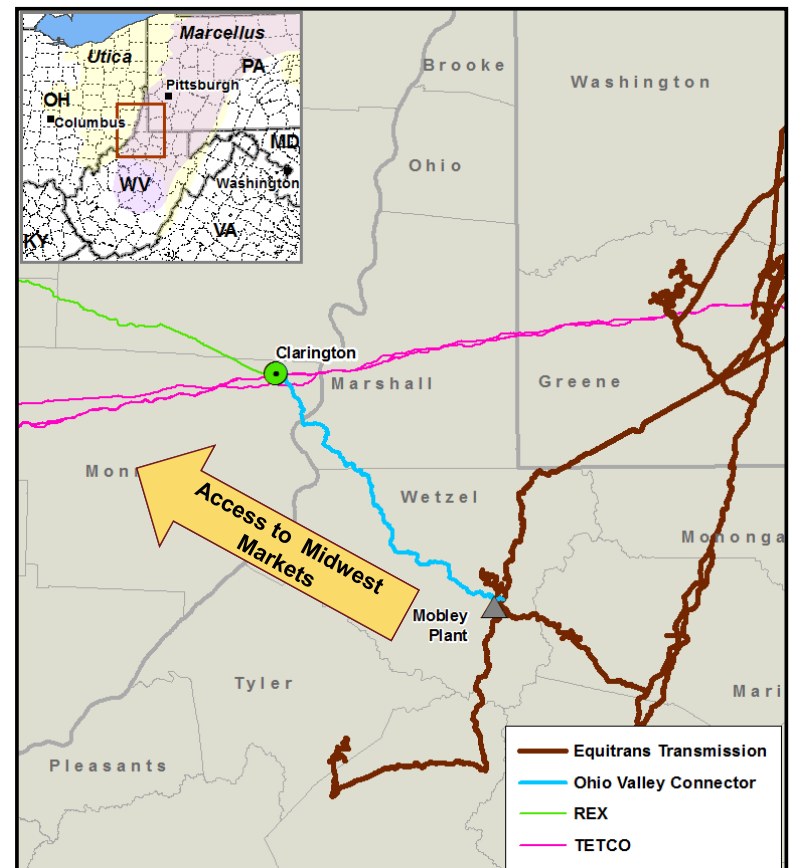 Marcellus
Utica
PA
Pittsburgh
OH
Columbus
MD
WV
Washington
VA
KY
Brooke
Washington
Ohio
Clarington
Marshall
Greene
Mon
Access to Midwest
Markets
Wetzel
Mononga
Mobley
Plant
Tyler
Mari
Pleasants
Equitrans Transmission
Ohio Valley Connector
REX
TETCO